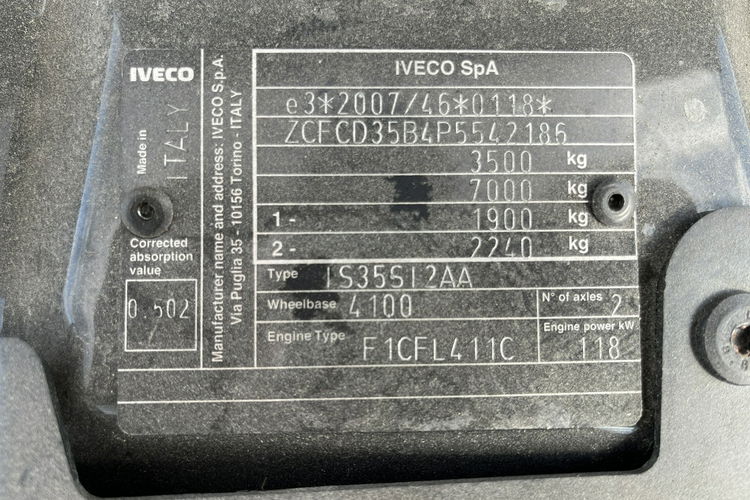 IVECO
Made in
ITALY
Corrected
absorption
value
0.502
Manufacturer name and address: IVECO S.p.A.
Via Puglia 35 - 10156 Torino - ITALY
IVECO SpA
e3*2007/46*0118*
ZCFCD35B4P5542186
3500 kg
7000 kg
1 - 1900 kg
2 - 2240 kg
Type IS35SI2AA
Wheelbase 4100 N° of axles 2
Engine power kW
Engine Type F1CFL411C 118